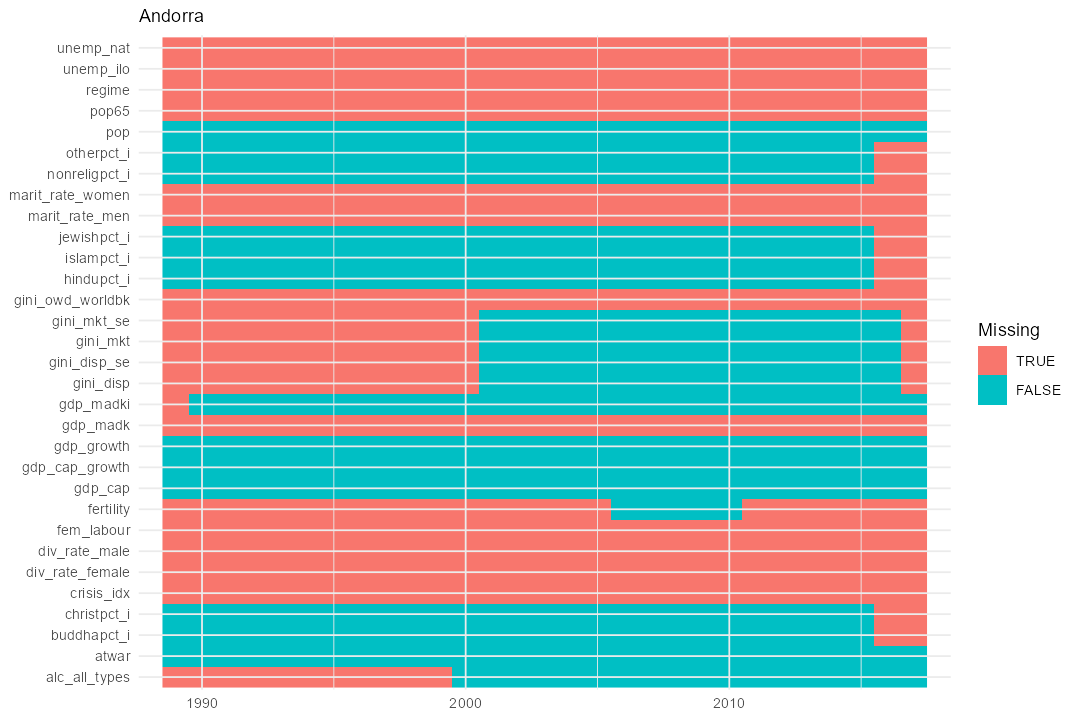 Andorra
unemp_nat
unemp_ilo
regime
pop65
pop
otherpct_i
nonreligpct_i
marit_rate_women
marit_rate_men
jewishpct_i
islampct_i
hindupct_i
gini_owd_worldbk
gini_mkt_se
gini_mkt
gini_disp_se
gini_disp
gdp_madki
gdp_madk
gdp_growth
gdp_cap_growth
gdp_cap
fertility
fem_labour
div_rate_male
div_rate_female
crisis_idx
christpct_i
buddhapct_i
atwar
alc_all_types
1990 2000 2010
Missing
TRUE
FALSE